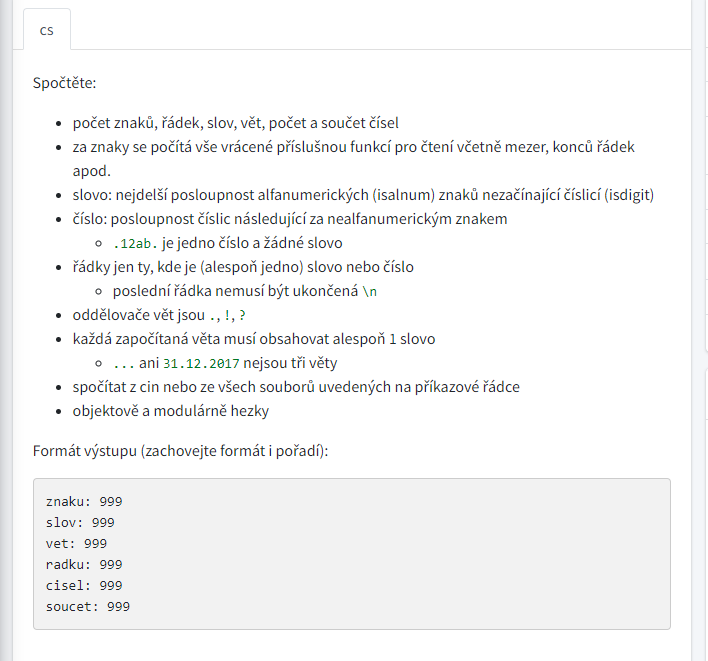 cs
Spočtěte:
• počet znaků, řádek, slov, vět, počet a součet čísel
• za znaky se počítá vše vrácené příslušnou funkcí pro čtení včetně mezer, konců řádek
apod.
• slovo: nejdelší posloupnost alfanumerických (isalnum) znaků nezačínající číslicí (isdigit)
• číslo: posloupnost číslic následující za nealfanumerickým znakem
◦ .12ab. je jedno číslo a žádné slovo
• řádky jen ty, kde je (alespoň jedno) slovo nebo číslo
◦ poslední řádka nemusí být ukončená \n
• oddělovače vět jsou ., !, ?
• každá započítaná věta musí obsahovat alespoň 1 slovo
◦ ... ani 31.12.2017 nejsou tři věty
• spočítat z cin nebo ze všech souborů uvedených na příkazové řádce
• objektově a modulárně hezky
Formát výstupu (zachovejte formát i pořadí):
znaku: 999
slov: 999
vet: 999
radku: 999
cisel: 999
soucet: 999